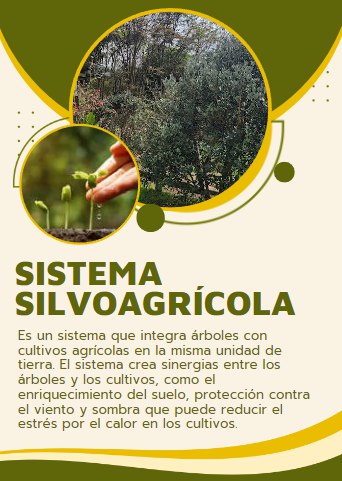 SISTEMA
SILVOAGRÍCOLA
Es un sistema que integra árboles con
cultivos agrícolas en la misma unidad de
tierra. El sistema crea sinergias entre los
árboles y los cultivos, como el
enriquecimiento del suelo, protección contra
el viento y sombra que puede reducir el
estrés por el calor en los cultivos.